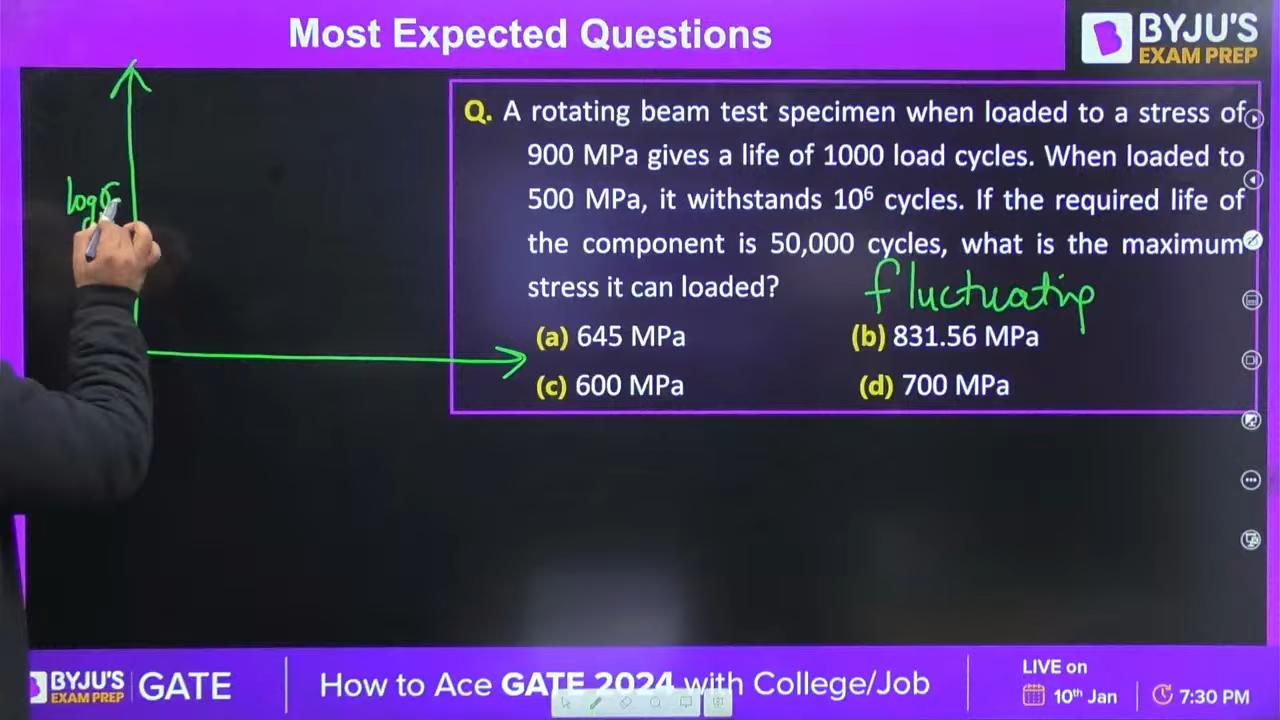 Most Expected Questions
BYJU'S
EXAM PREP
logσ
Q. A rotating beam test specimen when loaded to a stress of
900 MPa gives a life of 1000 load cycles. When loaded to
500 MPa, it withstands 10⁶ cycles. If the required life of
the component is 50,000 cycles, what is the maximum
stress it can loaded?
fluctuating
(a) 645 MPa
(b) 831.56 MPa
(c) 600 MPa
(d) 700 MPa
BYJU'S
EXAM PREP
GATE
How to Ace GATE 2024 with College/Job
LIVE on
10th Jan
7:30 PM